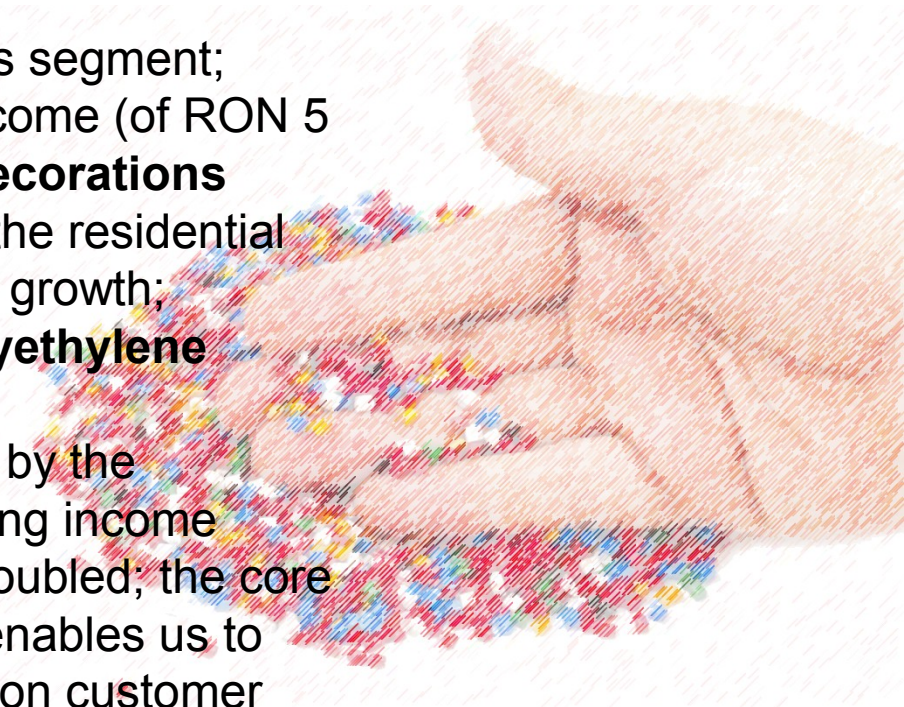 s segment;
come (of RON 5
ecorations
the residential
growth;
yethylene
by the
ng income
oubled; the core
enables us to
on customer